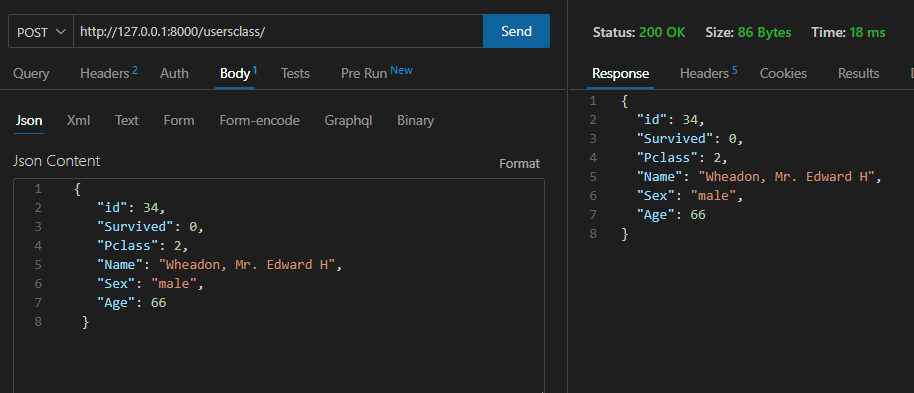 POST http://127.0.0.1:8000/usersclass/ Send
Query Headers 2 Auth Body 1 Tests Pre Run New
Json Xml Text Form Form-encode Graphql Binary
Json Content Format
1 {
2 "id": 34,
3 "Survived": 0,
4 "Pclass": 2,
5 "Name": "Wheadon, Mr. Edward H",
6 "Sex": "male",
7 "Age": 66
8 }
Status: 200 OK Size: 86 Bytes Time: 18 ms
Response Headers 5 Cookies Results
1 {
2 "id": 34,
3 "Survived": 0,
4 "Pclass": 2,
5 "Name": "Wheadon, Mr. Edward H",
6 "Sex": "male",
7 "Age": 66
8 }